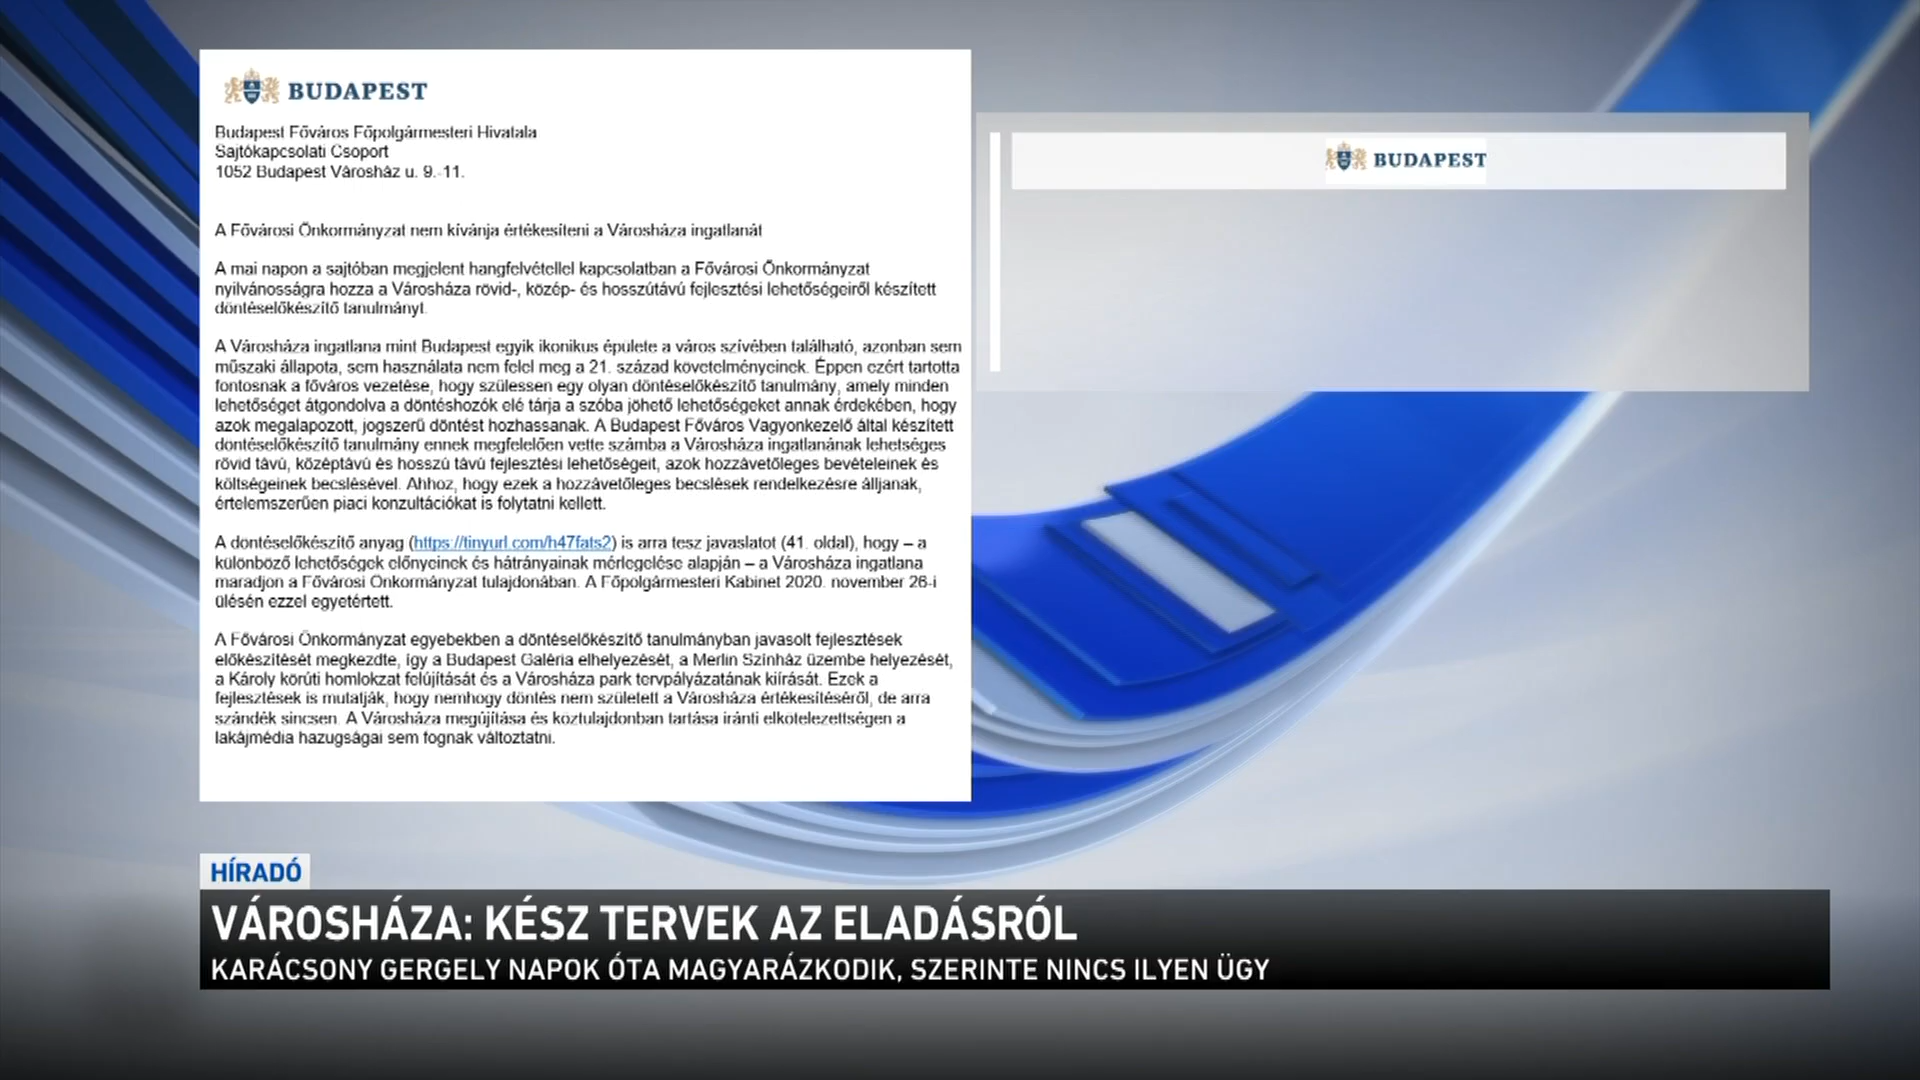 BUDAPEST
Budapest Főváros Főpolgármesteri Hivatala
Sajtókapcsolati Csoport
1052 Budapest Városház u. 9.-11.
A Fővárosi Önkormányzat nem kívánja értékesíteni a Városháza ingatlanát
A mai napon a sajtóban megjelent hangfelvétellel kapcsolatban a Fővárosi Önkormányzat
nyilvánosságra hozza a Városháza rövid-, közép- és hosszútávú fejlesztési lehetőségeiről készített
döntéselőkészítő tanulmányt.
A Városháza ingatlana mint Budapest egyik ikonikus épülete a város szívében található, azonban sem
műszaki állapota, sem használata nem felel meg a 21. század követelményeinek. Éppen ezért tartotta
fontosnak a főváros vezetése, hogy szülessen egy olyan döntéselőkészítő tanulmány, amely minden
lehetőséget átgondolva a döntéshozók elé tárja a szóba jöhető lehetőségeket annak érdekében, hogy
azok megalapozott, jogszerű döntést hozhassanak. A Budapest Főváros Vagyonkezelő által készített
döntéselőkészítő tanulmány ennek megfelelően vette számba a Városháza ingatlanának lehetséges
rövid távú, középtávú és hosszú távú fejlesztési lehetőségeit, azok hozzávetőleges bevételeinek és
költségeinek becslésével. Ahhoz, hogy ezek a hozzávetőleges becslések rendelkezésre álljanak,
értelemszerűen piaci konzultációkat is folytatni kellett.
A döntéselőkészítő anyag (https://tinyurl.com/h47fats2) is arra tesz javaslatot (41. oldal), hogy – a
különböző lehetőségek előnyeinek és hátrányainak mérlegelése alapján – a Városháza ingatlana
maradjon a Fővárosi Önkormányzat tulajdonában. A Főpolgármesteri Kabinet 2020. november 26-i
ülésén ezzel egyetértett.
A Fővárosi Önkormányzat egyebekben a döntéselőkészítő tanulmányban javasolt fejlesztések
előkészítését megkezdte, így a Budapest Galéria elhelyezését, a Merlin Színház üzembe helyezését,
a Károly körúti homlokzat felújítását és a Városháza park tervpályázatának kiírását. Ezek a
fejlesztések is mutatják, hogy nemhogy döntés nem született a Városháza értékesítéséről, de arra
szándék sincsen. A Városháza megújítása és köztulajdonban tartása iránti elkötelezettségen a
lakájmédia hazugságai sem fognak változtatni.
BUDAPEST
HÍRADÓ
VÁROSHÁZA: KÉSZ TERVEK AZ ELADÁSRÓL
KARÁCSONY GERGELY NAPOK ÓTA MAGYARÁZKODIK, SZERINTE NINCS ILYEN ÜGY